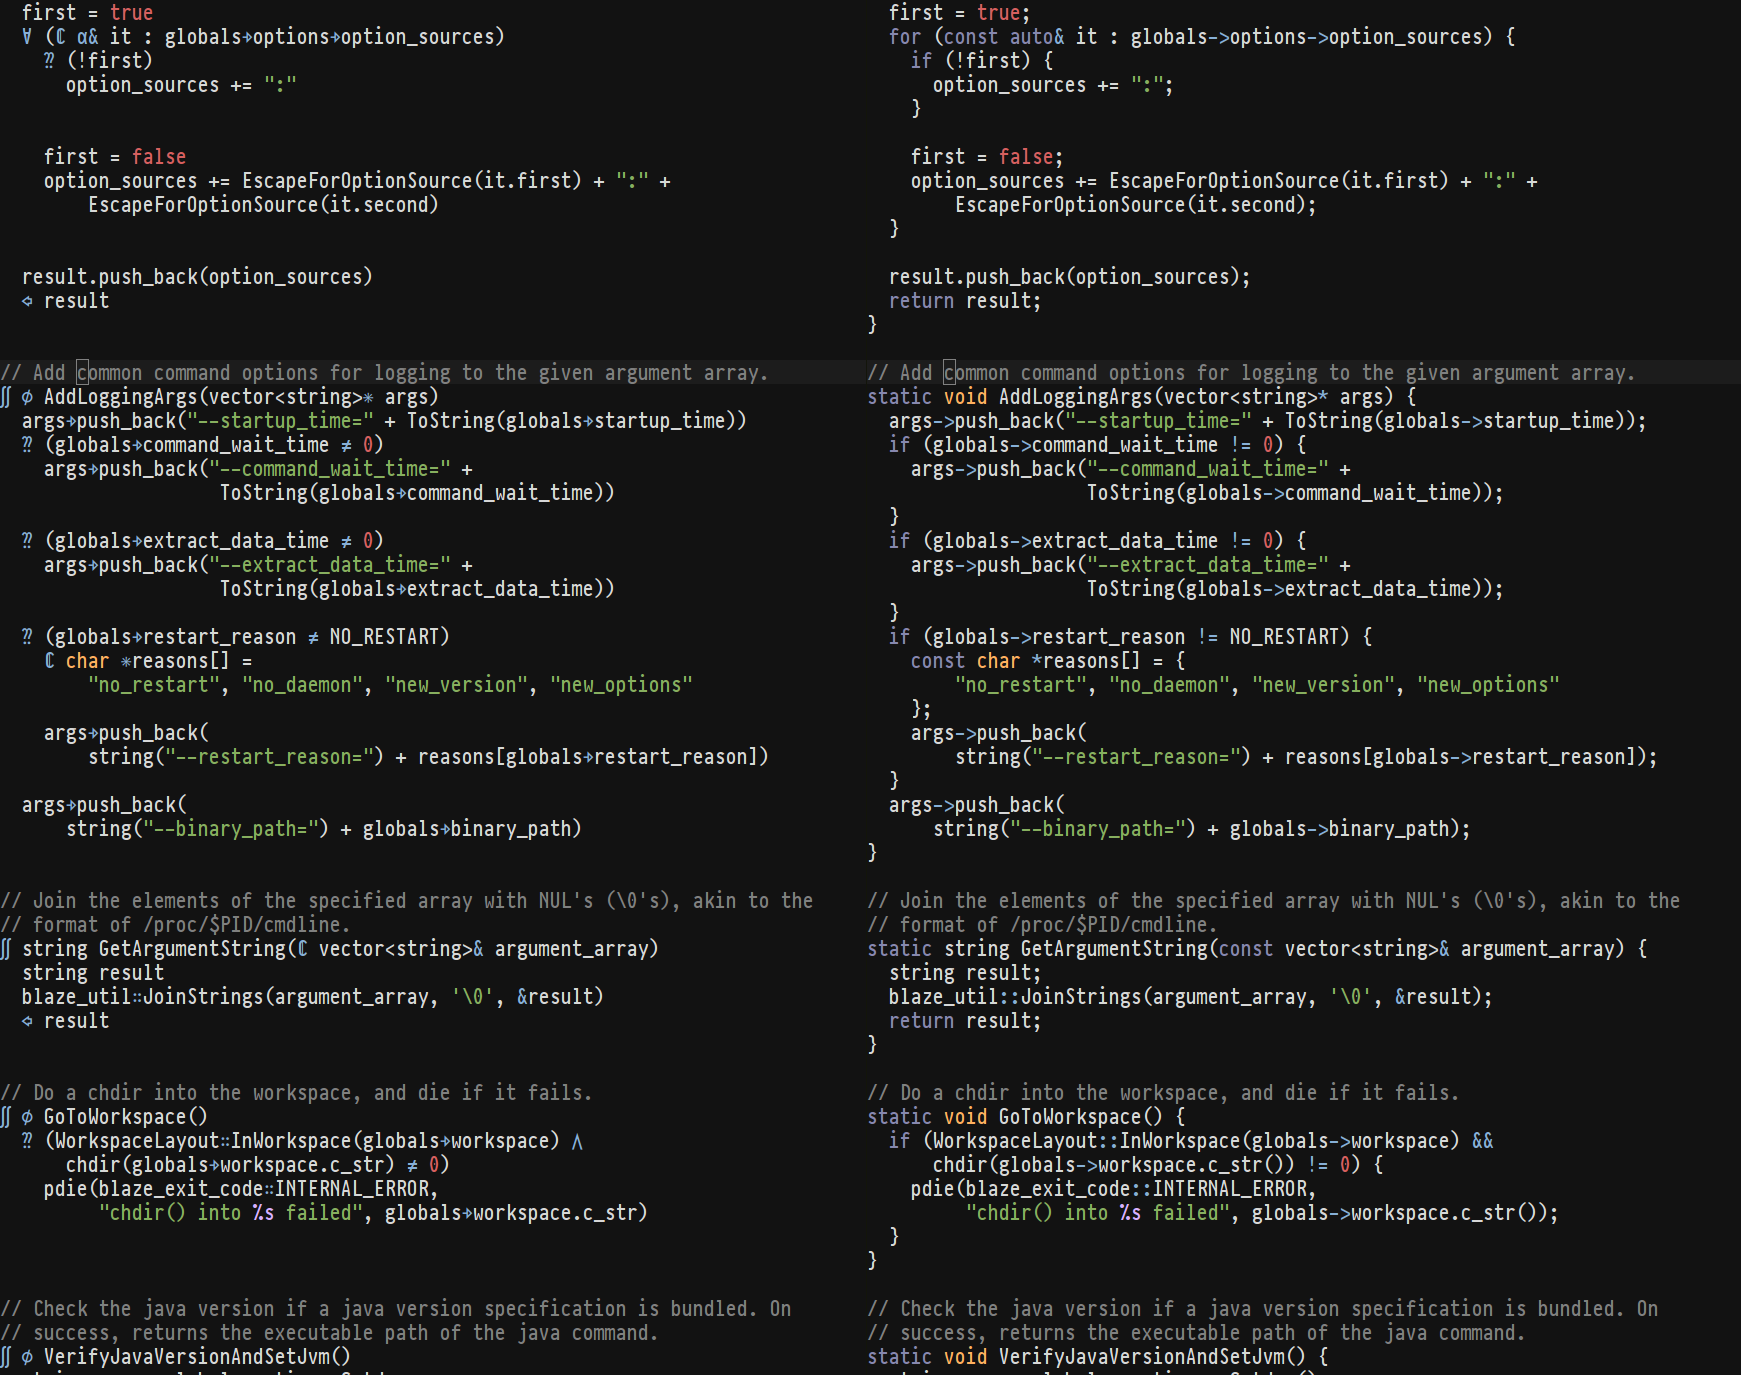 first = true
∀ (ℂ α& it : globals→options→option_sources)
⁇ (!first)
option_sources += ":"
first = false
option_sources += EscapeForOptionSource(it.first) + ":" +
EscapeForOptionSource(it.second)
result.push_back(option_sources)
⇦ result
// Add common command options for logging to the given argument array.
∬ ∅ AddLoggingArgs(vector<string>∗ args)
args→push_back("--startup_time=" + ToString(globals→startup_time))
⁇ (globals→command_wait_time ≠ 0)
args→push_back("--command_wait_time=" +
ToString(globals→command_wait_time))
⁇ (globals→extract_data_time ≠ 0)
args→push_back("--extract_data_time=" +
ToString(globals→extract_data_time))
⁇ (globals→restart_reason ≠ NO_RESTART)
ℂ char ∗reasons[] =
"no_restart", "no_daemon", "new_version", "new_options"
args→push_back(
string("--restart_reason=") + reasons[globals→restart_reason])
args→push_back(
string("--binary_path=") + globals→binary_path)
// Join the elements of the specified array with NUL's (\0's), akin to the
// format of /proc/$PID/cmdline.
∬ string GetArgumentString(ℂ vector<string>& argument_array)
string result
blaze_util∷JoinStrings(argument_array, '\0', &result)
⇦ result
// Do a chdir into the workspace, and die if it fails.
∬ ∅ GoToWorkspace()
⁇ (WorkspaceLayout∷InWorkspace(globals→workspace) ∧
chdir(globals→workspace.c_str) ≠ 0)
pdie(blaze_exit_code∷INTERNAL_ERROR,
"chdir() into %s failed", globals→workspace.c_str)
// Check the java version if a java version specification is bundled. On
// success, returns the executable path of the java command.
∬ ∅ VerifyJavaVersionAndSetJvm()
first = true;
for (const auto& it : globals->options->option_sources) {
if (!first) {
option_sources += ":";
}
first = false;
option_sources += EscapeForOptionSource(it.first) + ":" +
EscapeForOptionSource(it.second);
}
result.push_back(option_sources);
return result;
}
// Add common command options for logging to the given argument array.
static void AddLoggingArgs(vector<string>* args) {
args->push_back("--startup_time=" + ToString(globals->startup_time));
if (globals->command_wait_time != 0) {
args->push_back("--command_wait_time=" +
ToString(globals->command_wait_time));
}
if (globals->extract_data_time != 0) {
args->push_back("--extract_data_time=" +
ToString(globals->extract_data_time));
}
if (globals->restart_reason != NO_RESTART) {
const char *reasons[] = {
"no_restart", "no_daemon", "new_version", "new_options"
};
args->push_back(
string("--restart_reason=") + reasons[globals->restart_reason]);
}
args->push_back(
string("--binary_path=") + globals->binary_path);
}
// Join the elements of the specified array with NUL's (\0's), akin to the
// format of /proc/$PID/cmdline.
static string GetArgumentString(const vector<string>& argument_array) {
string result;
blaze_util::JoinStrings(argument_array, '\0', &result);
return result;
}
// Do a chdir into the workspace, and die if it fails.
static void GoToWorkspace() {
if (WorkspaceLayout::InWorkspace(globals->workspace) &&
chdir(globals->workspace.c_str()) != 0) {
pdie(blaze_exit_code::INTERNAL_ERROR,
"chdir() into %s failed", globals->workspace.c_str());
}
}
// Check the java version if a java version specification is bundled. On
// success, returns the executable path of the java command.
static void VerifyJavaVersionAndSetJvm() {